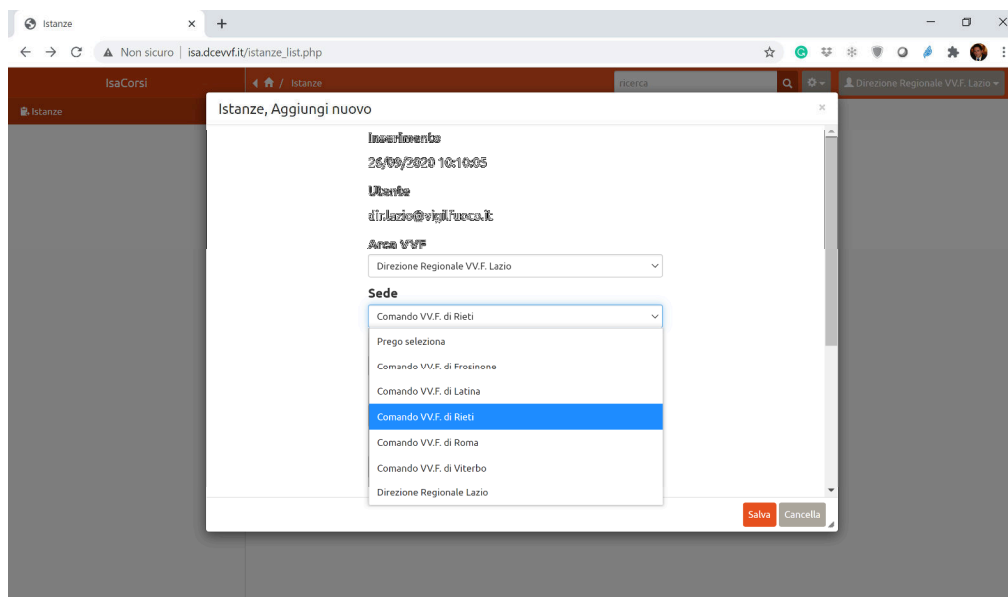 Istanze
Non sicuro | isa.dcevvf.it/istanze_list.php
IsaCorsi
/ Istanze
ricerca
Direzione Regionale VV.F. Lazio
Istanze
Istanze, Aggiungi nuovo
Inserimento
26/09/2020 10:10:05
Utente
dir.lazio@vigilfuoco.it
Area VVF
Direzione Regionale VV.F. Lazio
Sede
Comando VV.F. di Rieti
Prego seleziona
Comando VV.F. di Frosinone
Comando VV.F. di Latina
Comando VV.F. di Rieti
Comando VV.F. di Roma
Comando VV.F. di Viterbo
Direzione Regionale Lazio
Salva Cancella